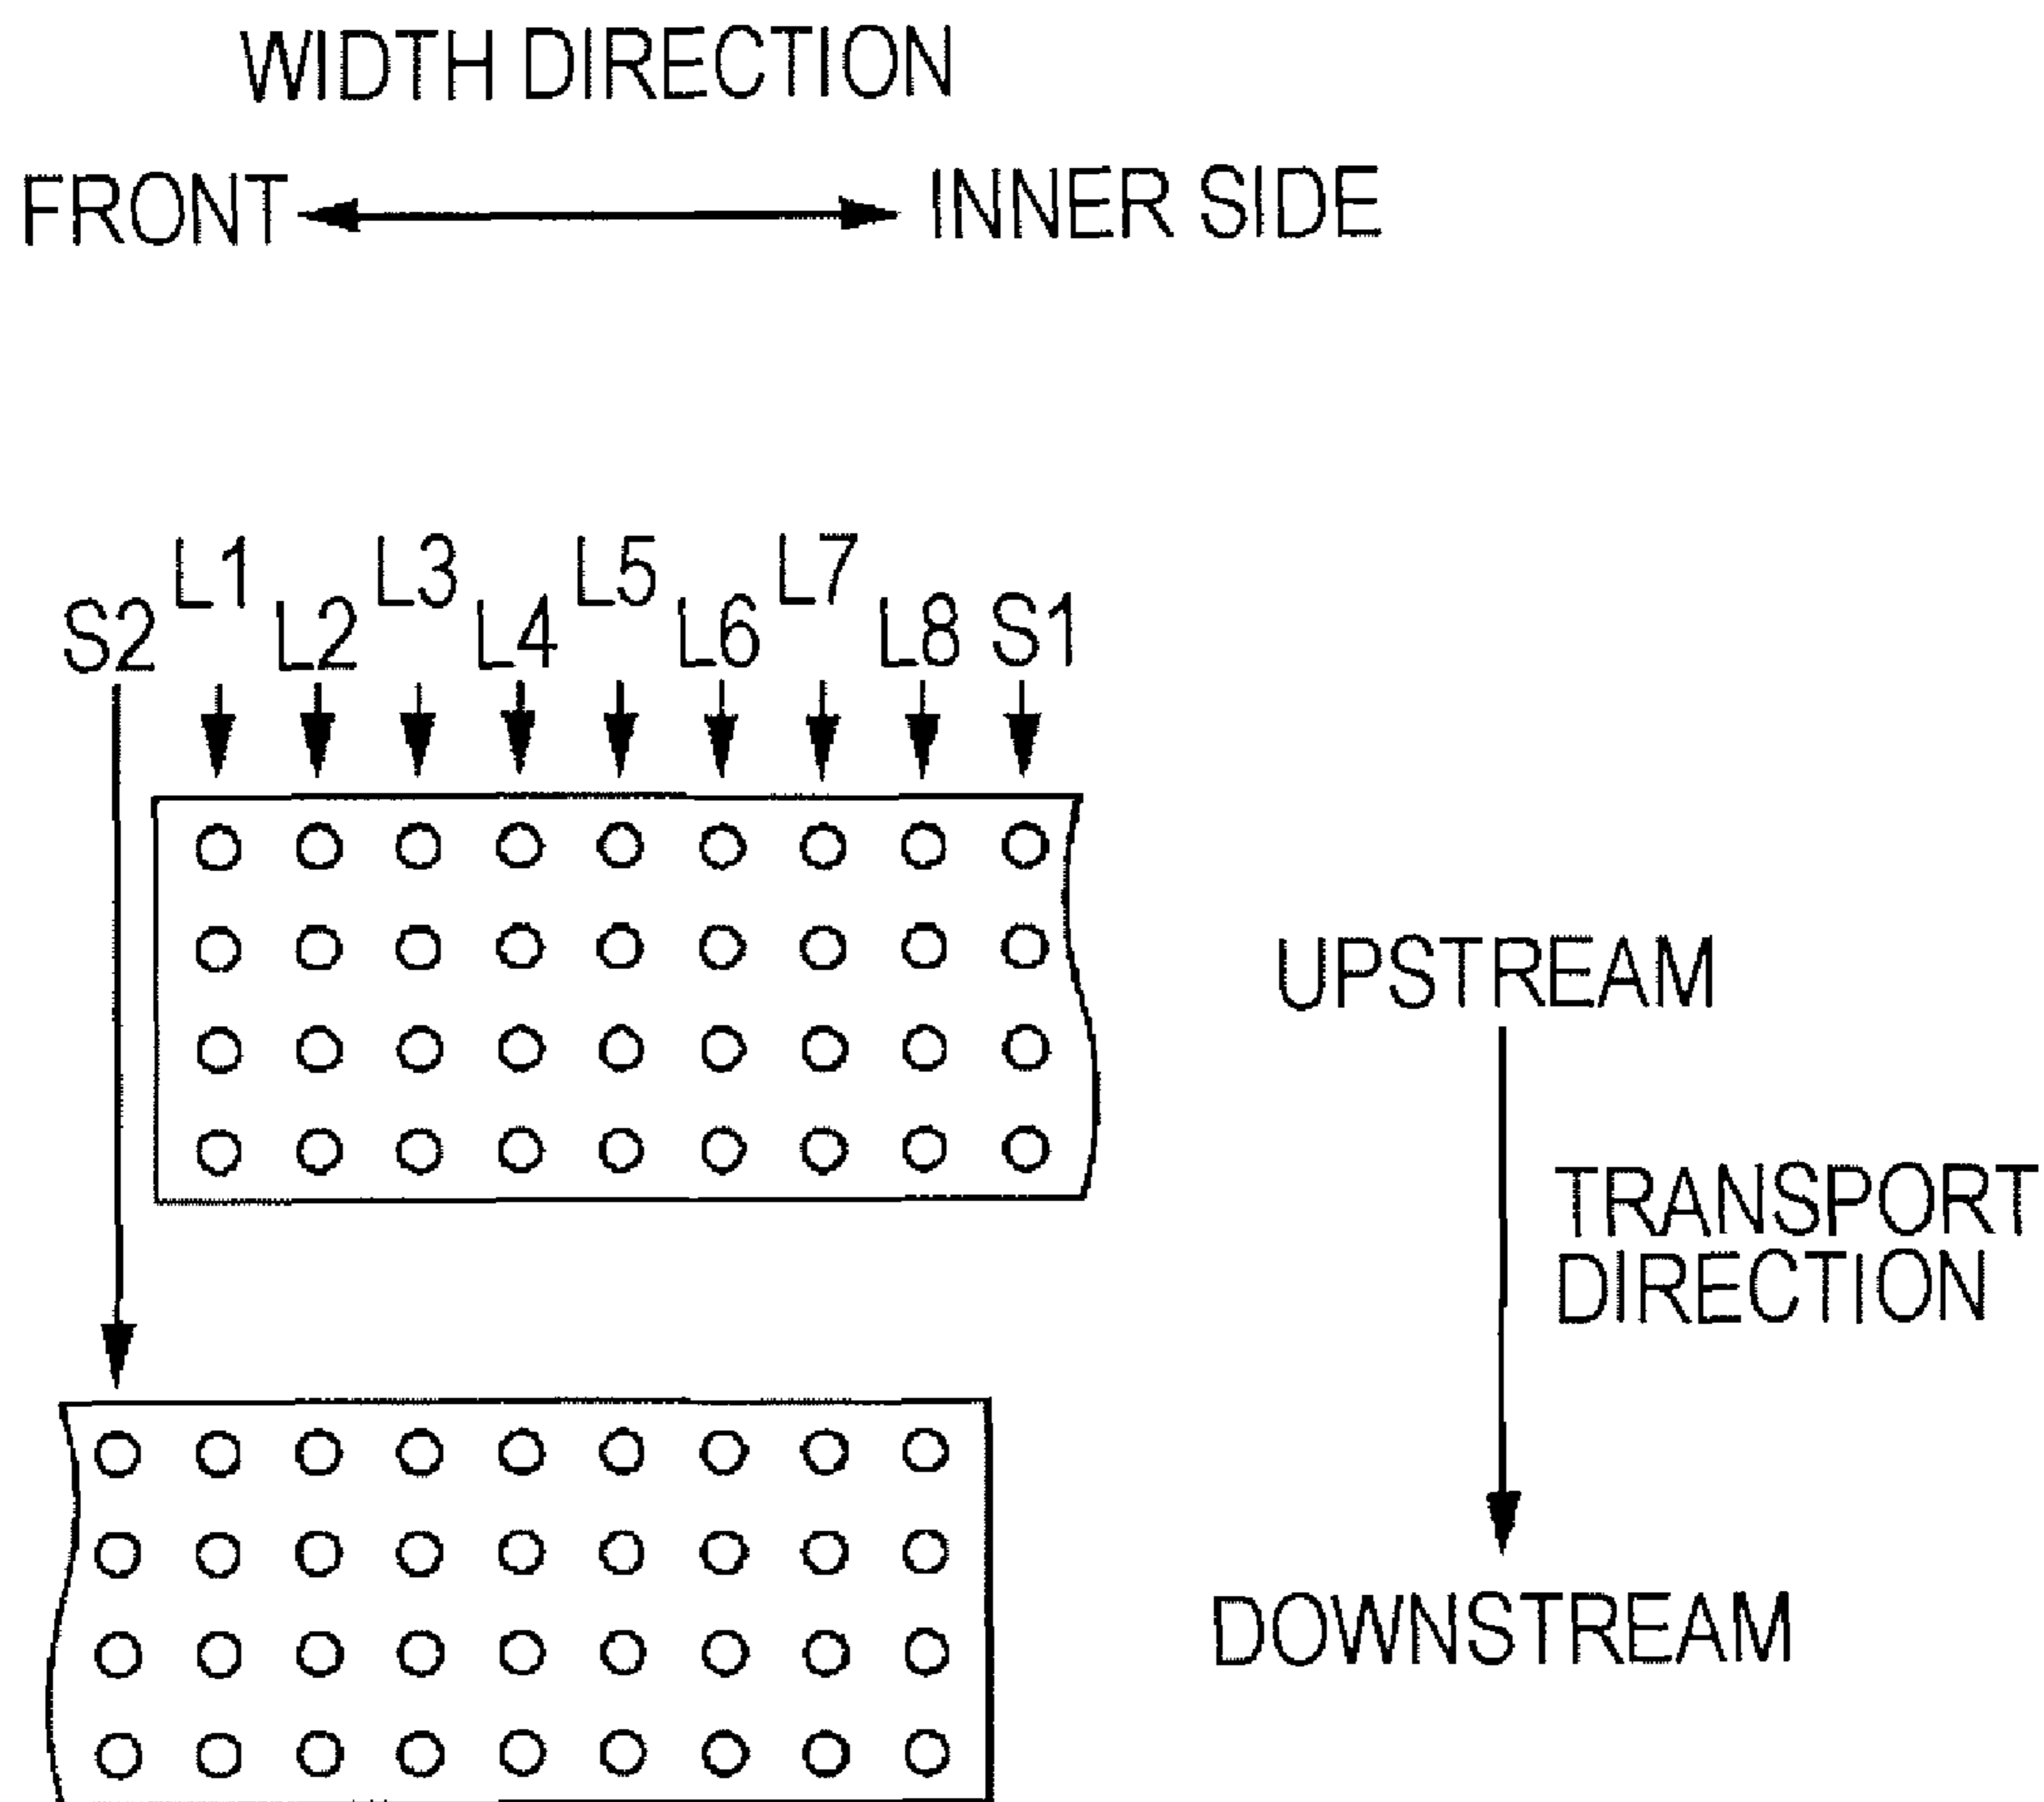 WIDTH DIRECTION
FRONT INNER SIDE
L1 L3 L5 L7
S2 L2 L4 L6 L8 S1
UPSTREAM
TRANSPORT
DIRECTION
DOWNSTREAM